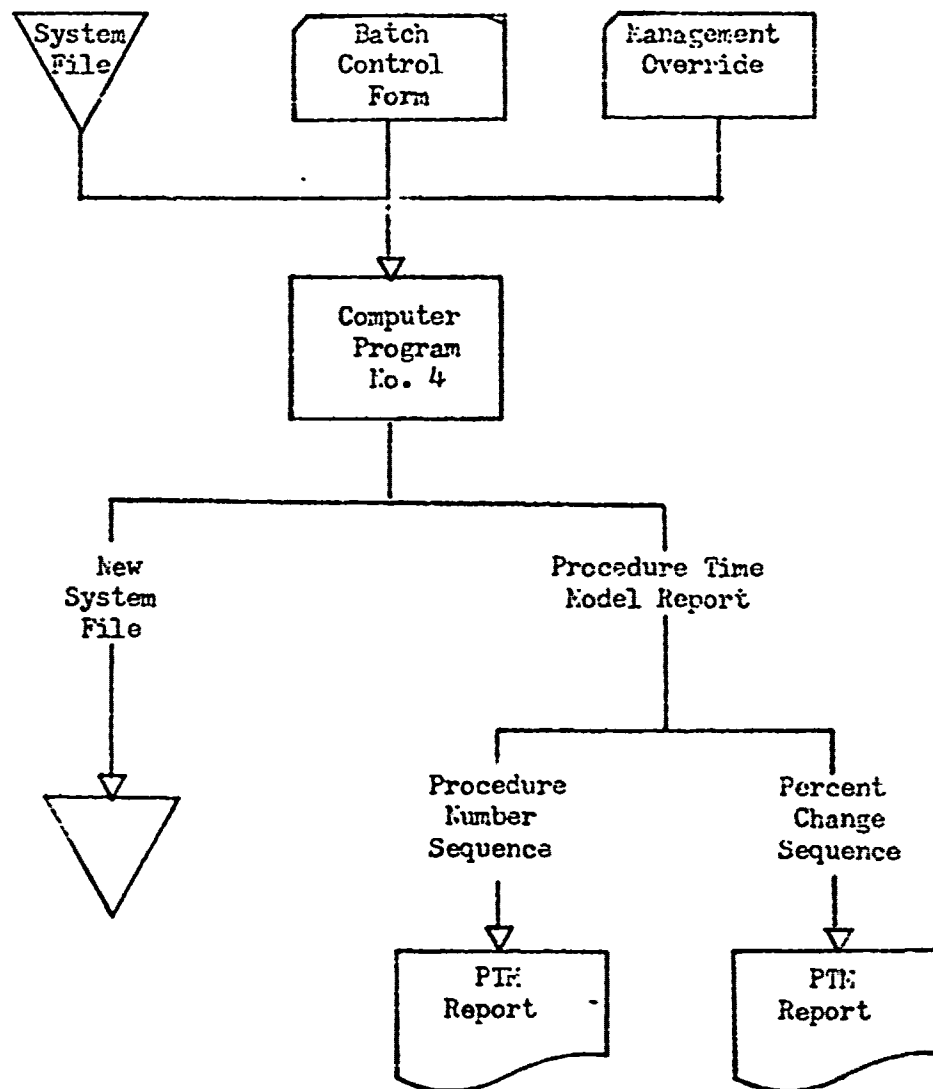 System
File
Batch
Control
Form
Management
Override
Computer
Program
No. 4
New
System
File
Procedure Time
Model Report
Procedure
Number
Sequence
Percent
Change
Sequence
PTM
Report
PTM
Report